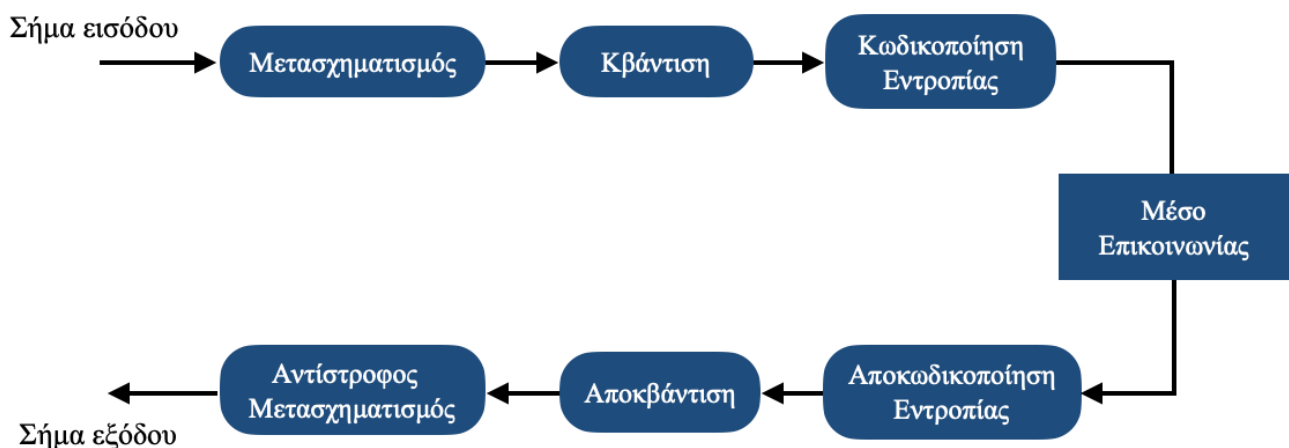 Σήμα εισόδου
Μετασχηματισμός
Κβάντιση
Κωδικοποίηση
Εντροπίας
Μέσο
Επικοινωνίας
Αντίστροφος
Μετασχηματισμός
Αποκβάντιση
Αποκωδικοποίηση
Εντροπίας
Σήμα εξόδου